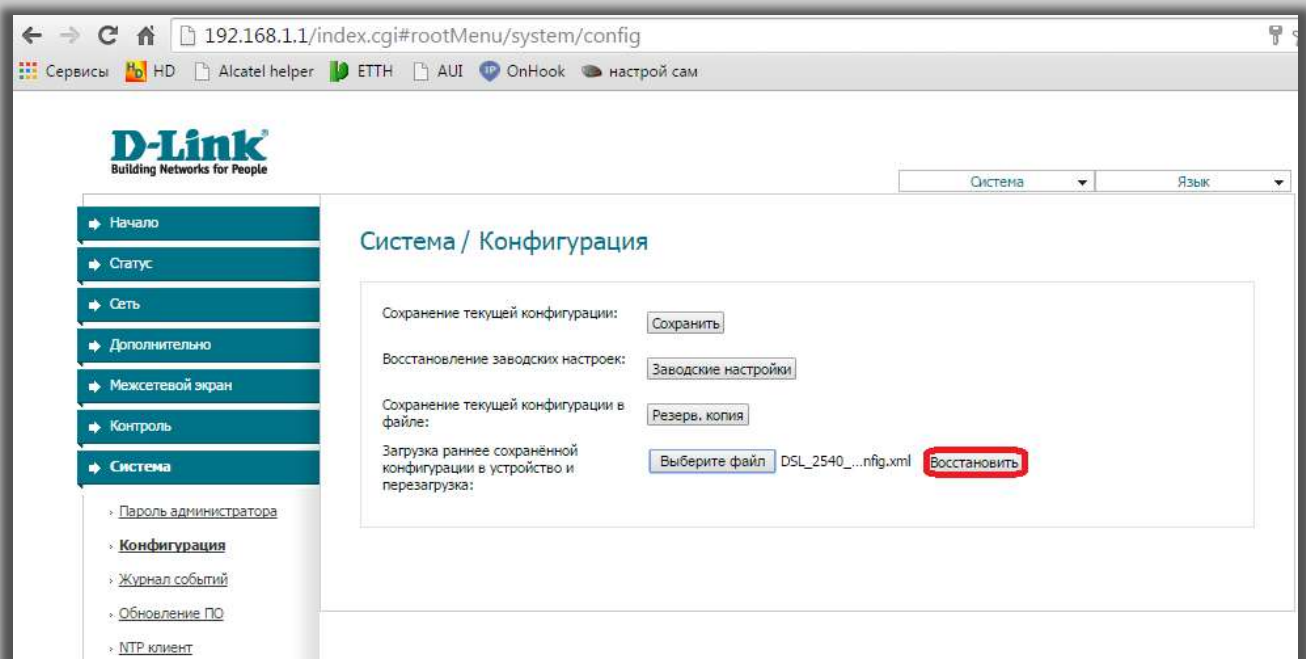 192.168.1.1/index.cgi#rootMenu/system/config
Сервисы HD HD Alcatel helper ETTH AUI IP OnHook настрой сам
D-Link
Building Networks for People
Система Язык
Начало
Статус
Сеть
Дополнительно
Межсетевой экран
Контроль
Система
Пароль администратора
Конфигурация
Журнал событий
Обновление ПО
NTP клиент
Система / Конфигурация
Сохранение текущей конфигурации: Сохранить
Восстановление заводских настроек: Заводские настройки
Сохранение текущей конфигурации в
файле: Резерв. копия
Загрузка раннее сохранённой
конфигурации в устройство и
перезагрузка: Выберите файл DSL_2540_...nfig.xml Восстановить